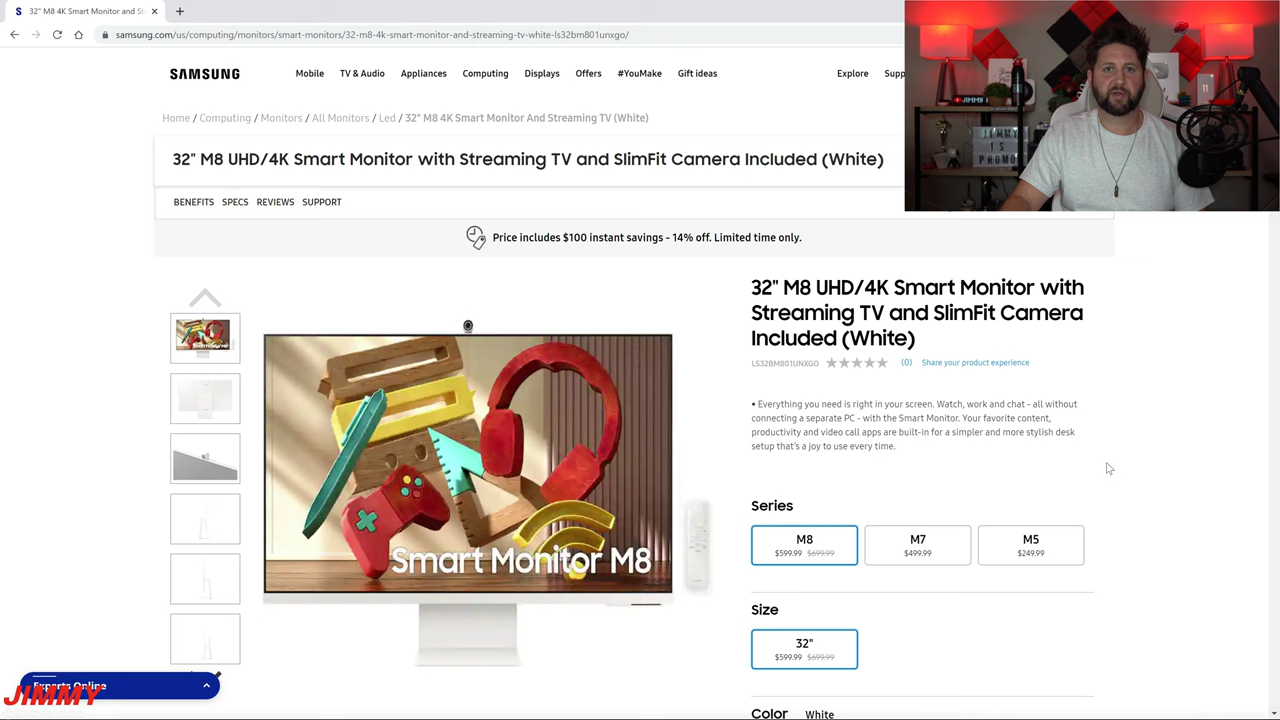 32" M8 4K Smart Monitor and St
samsung.com/us/computing/monitors/smart-monitors/32-m8-4k-smart-monitor-and-streaming-tv-white-ls32bm801unxgo/
SAMSUNG
Mobile TV & Audio Appliances Computing Displays Offers #YouMake Gift ideas Explore
JIMMY
JIMMY
IS
PROMO
11
Home / Computing / Monitors / All Monitors / Led / 32" M8 4K Smart Monitor And Streaming TV (White)
32" M8 UHD/4K Smart Monitor with Streaming TV and SlimFit Camera Included (White)
BENEFITS SPECS REVIEWS SUPPORT
Price includes $100 instant savings - 14% off. Limited time only.
32" M8 UHD/4K Smart Monitor with
Streaming TV and SlimFit Camera
Included (White)
LS32BM801UNXGO (0) Share your product experience
• Everything you need is right in your screen. Watch, work and chat - all without
connecting a separate PC - with the Smart Monitor. Your favorite content,
productivity and video call apps are built-in for a simpler and more stylish desk
setup that's a joy to use every time.
Smart Monitor M8
Series
M8 M7 M5
$599.99 $699.99 $499.99 $249.99
Size
32"
$599.99 $699.99
Color White
Experts Online
JIMMY